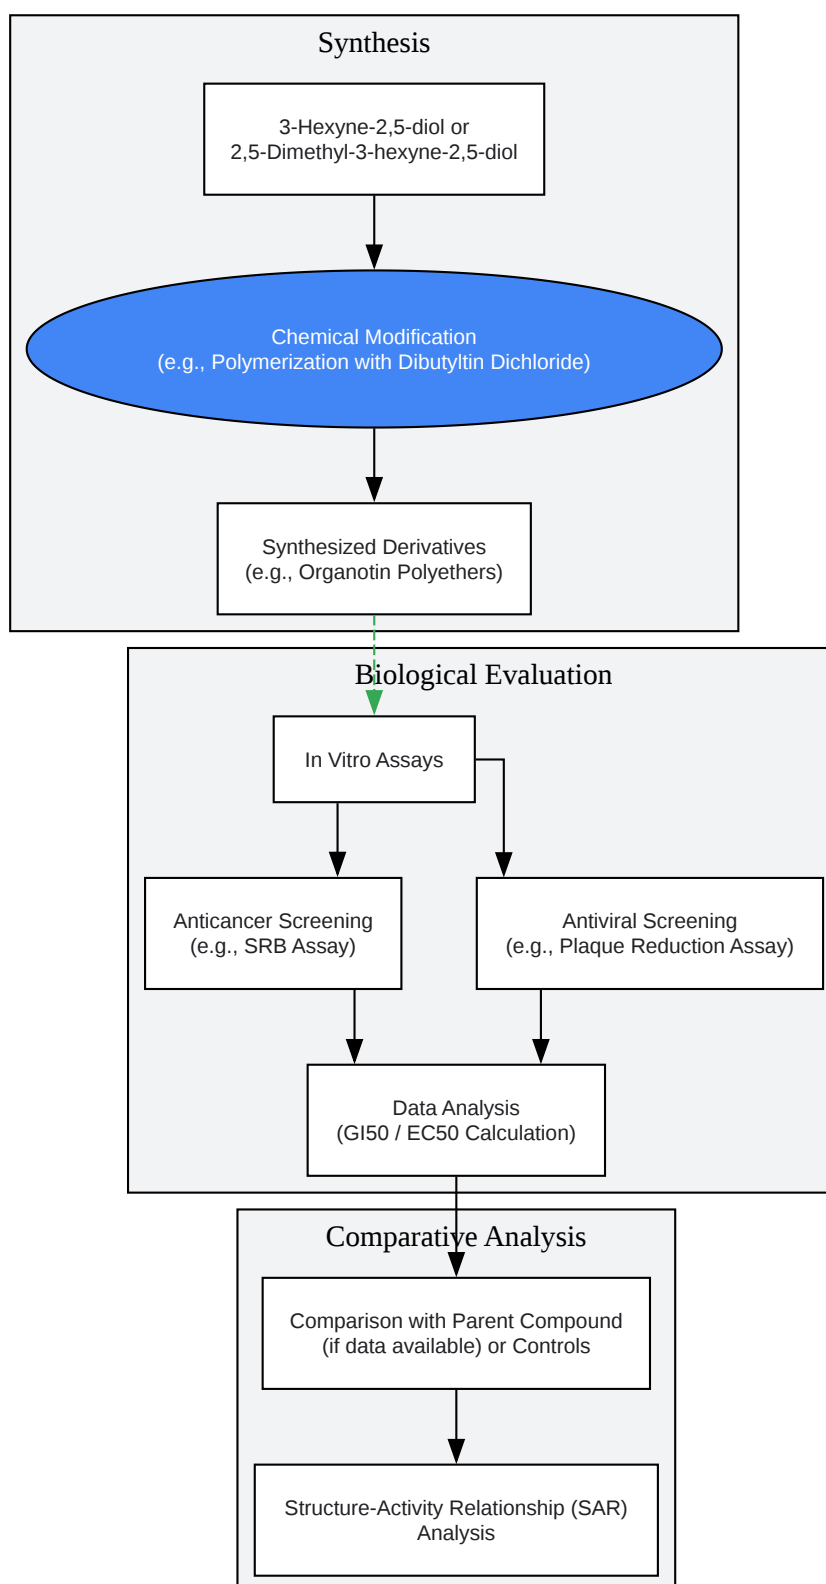 Synthesis
3-Hexyne-2,5-diol or
2,5-Dimethyl-3-hexyne-2,5-diol
Chemical Modification
(e.g., Polymerization with Dibutyltin Dichloride)
Synthesized Derivatives
(e.g., Organotin Polyethers)
Biological Evaluation
In Vitro Assays
Anticancer Screening
(e.g., SRB Assay)
Antiviral Screening
(e.g., Plaque Reduction Assay)
Data Analysis
(GI50 / EC50 Calculation)
Comparative Analysis
Comparison with Parent Compound
(if data available) or Controls
Structure-Activity Relationship (SAR)
Analysis